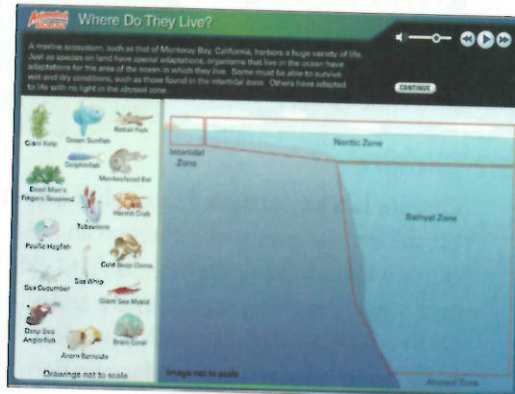 Animated Biology
Where Do They Live?
A marine ecosystem, such as that of Monterey Bay, California, harbors a huge variety of life.
Just as species on land have special adaptations, organisms that live in the ocean have
adaptations for the area of the ocean in which they live. Some must be able to survive
wet and dry conditions, such as those found in the intertidal zone. Others have adapted
to life with no light in the abyssal zone.
CONTINUE
Giant Kelp
Ocean Sunfish
Rattail Fish
Dolphinfish
Monkeyface Eel
Dead Man's
Fingers Seaweed
Tubeworm
Hermit Crab
Pacific Hagfish
Sea Cucumber
Sea Whip
Giant Sea Mysid
Deep-Sea
Anglerfish
Acorn Barnacle
Brain Coral
Drawings not to scale
Intertidal
Zone
Neritic Zone
Bathyal Zone
Image not to scale
Abyssal Zone